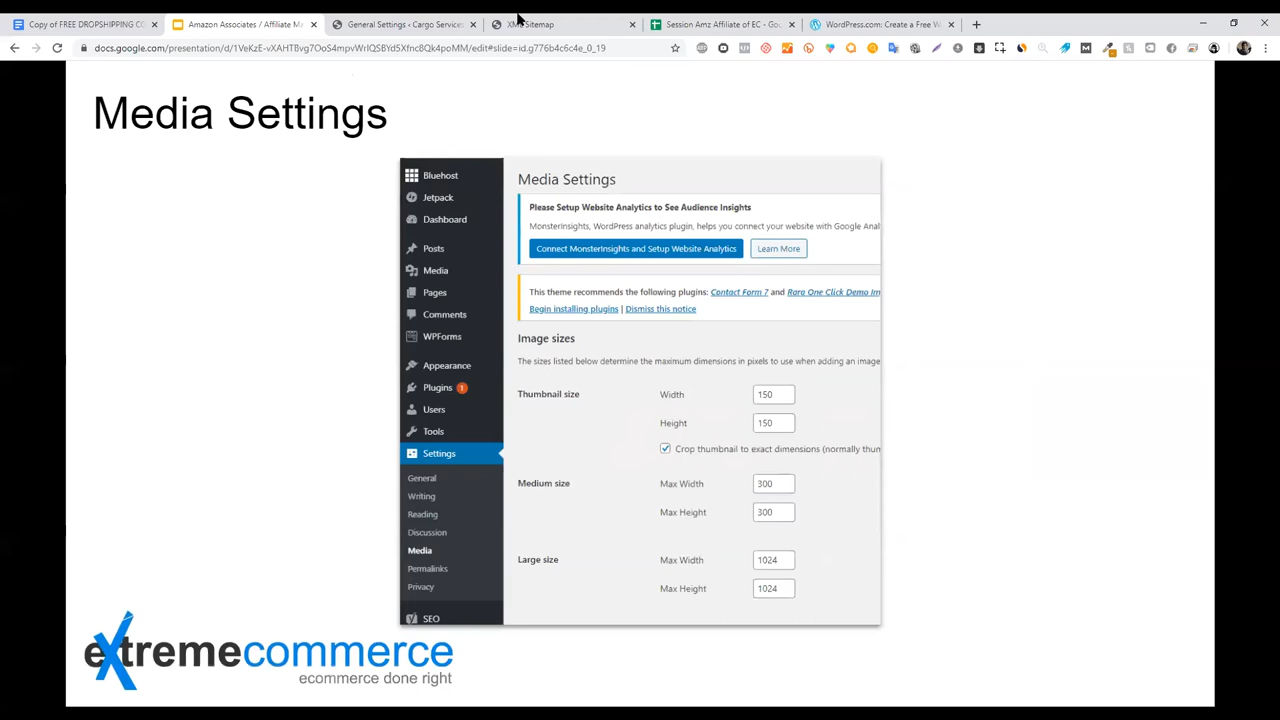 Copy of FREE DROPSHIPPING CO
Amazon Associates / Affiliate Ma
General Settings ‹ Cargo Services
XML Sitemap
Session Amz Affiliate of EC - Goo
WordPress.com: Create a Free W
docs.google.com/presentation/d/1VeKzE-vXAHTBvg7OoS4mpvWrIQSBYd5Xfnc8Qk4poMM/edit#slide=id.g776b4c6c4e_0_19
Media Settings
Bluehost
Jetpack
Dashboard
Posts
Media
Pages
Comments
WPForms
Appearance
Plugins 1
Users
Tools
Settings
General
Writing
Reading
Discussion
Media
Permalinks
Privacy
SEO
Media Settings
Please Setup Website Analytics to See Audience Insights
MonsterInsights, WordPress analytics plugin, helps you connect your website with Google Anal
Connect MonsterInsights and Setup Website Analytics
Learn More
This theme recommends the following plugins: Contact Form 7 and Rara One Click Demo Im
Begin installing plugins | Dismiss this notice
Image sizes
The sizes listed below determine the maximum dimensions in pixels to use when adding an image
Thumbnail size Width 150
Height 150
Crop thumbnail to exact dimensions (normally thum
Medium size Max Width 300
Max Height 300
Large size Max Width 1024
Max Height 1024
extremecommerce
ecommerce done right